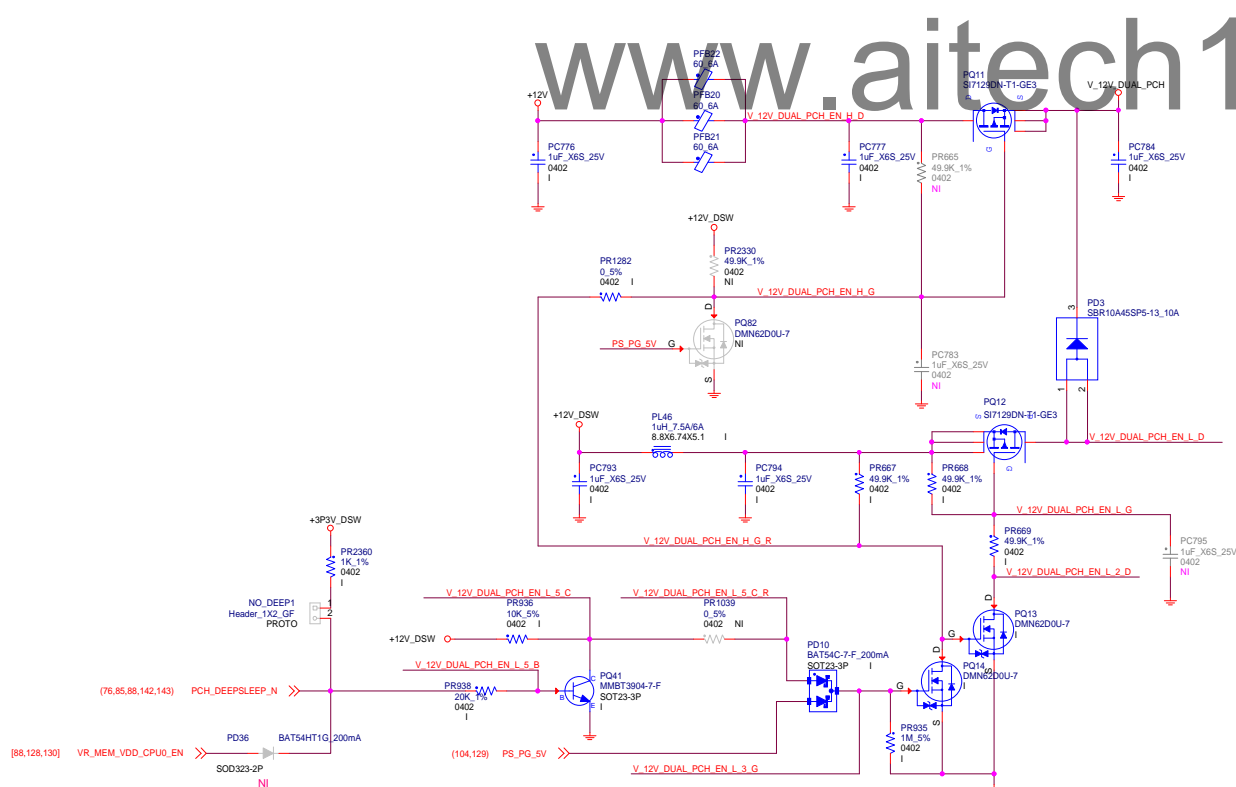 www.aitech1
PFB22
60_6A
PFB20
60_6A
PFB21
60_6A
+12V
V_12V_DUAL_PCH_EN_H_D
PQ11
SI7129DN-T1-GE3
D
S
G
V_12V_DUAL_PCH
PC776
1uF_X6S_25V
0402
I
PC777
1uF_X6S_25V
0402
I
PR665
49.9K_1%
0402
NI
PC784
1uF_X6S_25V
0402
I
+12V_DSW
PR2330
49.9K_1%
0402
NI
PR1282
0_5%
0402 I
V_12V_DUAL_PCH_EN_H_G
D
PQ82
DMN62D0U-7
NI
PS_PG_5V G
S
PC783
1uF_X6S_25V
0402
NI
3
PD3
SBR10A45SP5-13_10A
1
2
+12V_DSW
PL46
1uH_7.5A/6A
8.8X6.74X5.1 I
PQ12
S SI7129DN-T1-GE3
G
V_12V_DUAL_PCH_EN_L_D
PC793
1uF_X6S_25V
0402
I
PC794
1uF_X6S_25V
0402
I
PR667
49.9K_1%
0402
I
PR668
49.9K_1%
0402
I
V_12V_DUAL_PCH_EN_L_G
+3P3V_DSW
V_12V_DUAL_PCH_EN_H_G_R
PR669
49.9K_1%
0402
I
PC795
1uF_X6S_25V
0402
NI
PR2360
1K_1%
0402
I
V_12V_DUAL_PCH_EN_L_2_D
NO_DEEP1
Header_1X2_GF
PROTO
1
2
V_12V_DUAL_PCH_EN_L_5_C
PR936
10K_5%
0402 I
V_12V_DUAL_PCH_EN_L_5_C_R
PR1039
0_5%
0402 NI
+12V_DSW
D
PQ13
DMN62D0U-7
I
G
S
PD10
BAT54C-7-F_200mA
SOT23-3P I
V_12V_DUAL_PCH_EN_L_5_B
PQ41
MMBT3904-7-F
SOT23-3P
I
C
B
E
D
PQ14
DMN62D0U-7
I
G
S
(76,85,88,142,143) PCH_DEEPSLEEP_N
PR938
20K_1%
0402
I
PD36 BAT54HT1G_200mA
[88,128,130] VR_MEM_VDD_CPU0_EN
SOD323-2P
NI
(104,129) PS_PG_5V
PR935
1M_5%
0402
I
V_12V_DUAL_PCH_EN_L_3_G